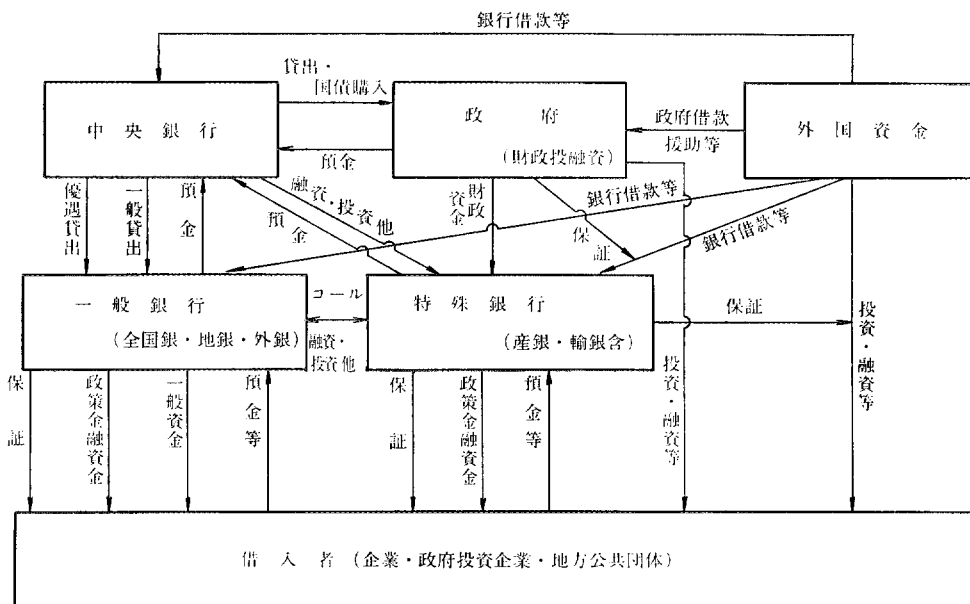 銀行借款等
貸出・
国債購入
中央銀行
預金
政府
(財政投融資)
政府借款
援助等
外国資金
優遇貸出
一般貸出
預金
融資・投資他
預金
財政
資金
保証
銀行借款等
銀行借款等
一般銀行
(全国銀・地銀・外銀)
コール
融資・
投資他
特殊銀行
(産銀・輸銀含)
保証
投資・融資等
保証
政策金融資金
一般資金
預金等
保証
政策金融資金
預金等
投資・融資等
借入者(企業・政府投資企業・地方公共団体)